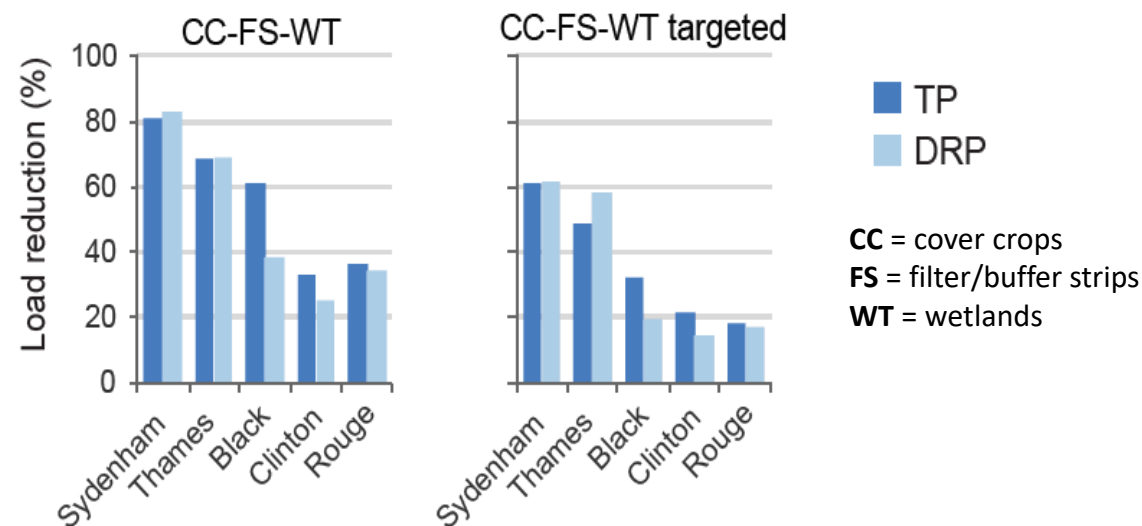 CC-FS-WT
CC-FS-WT targeted
Load reduction (%)
100
80
60
40
20
0
Sydenham
Thames
Black
Clinton
Rouge
Sydenham
Thames
Black
Clinton
Rouge
TP
DRP
CC = cover crops
FS = filter/buffer strips
WT = wetlands